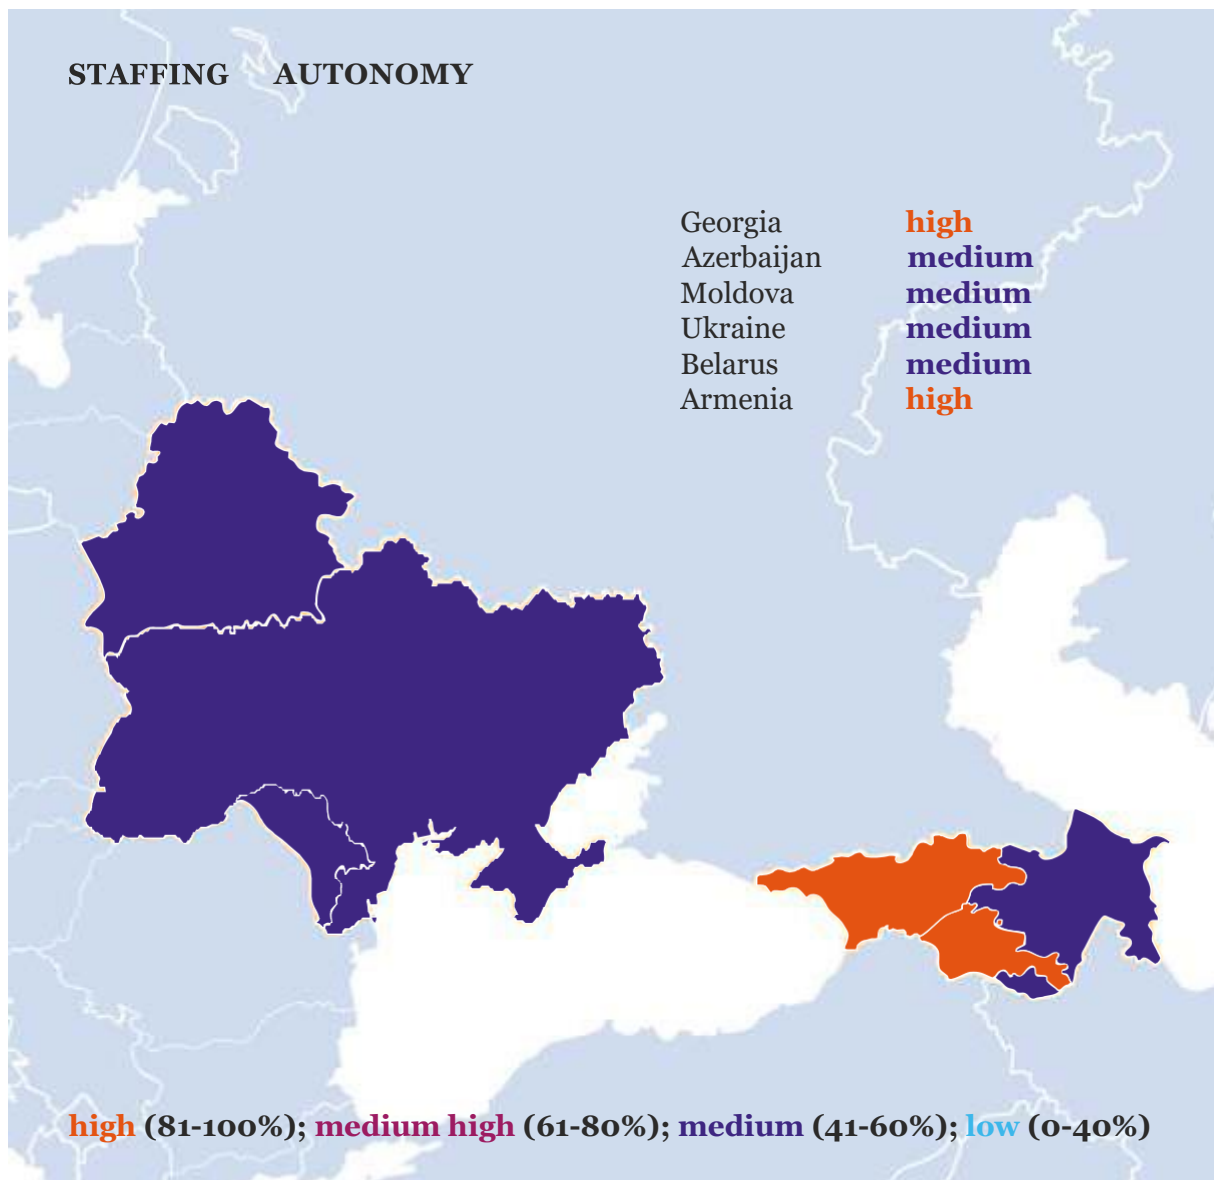 STAFFING AUTONOMY
Georgia high
Azerbaijan medium
Moldova medium
Ukraine medium
Belarus medium
Armenia high
high (81-100%); medium high (61-80%); medium (41-60%); low (0-40%)